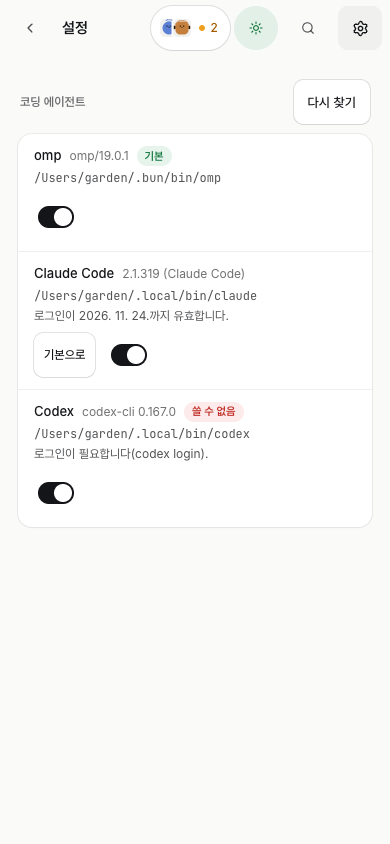 설정
2
코딩 에이전트
다시 찾기
omp omp/19.0.1 기본
/Users/garden/.bun/bin/omp
Claude Code 2.1.319 (Claude Code)
/Users/garden/.local/bin/claude
로그인이 2026. 11. 24.까지 유효합니다.
기본으로
Codex codex-cli 0.167.0 쓸 수 없음
/Users/garden/.local/bin/codex
로그인이 필요합니다(codex login).